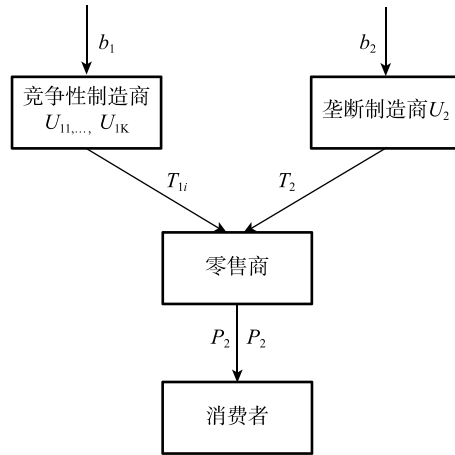 b₁
b₂
竞争性制造商
U₁₁,..., U₁K
垄断制造商U₂
T₁ᵢ
T₂
零售商
P₂ P₂
消费者